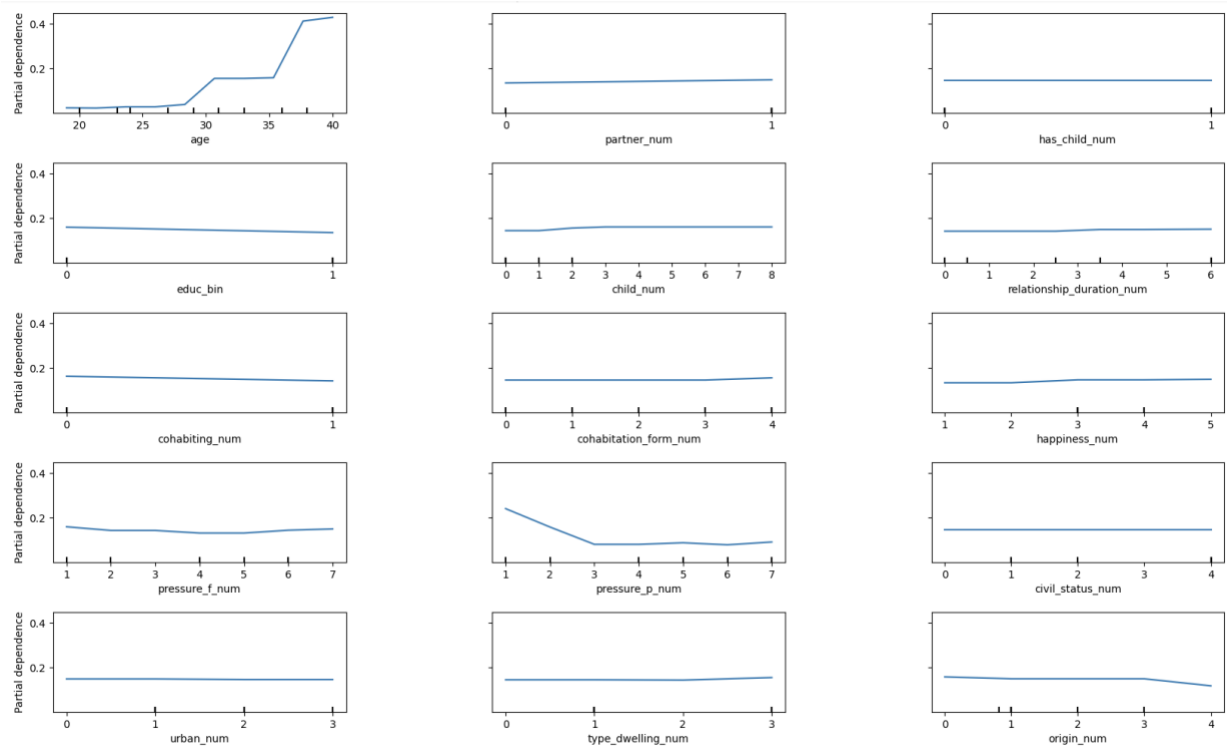 Partial dependence
0.4
0.2
20 25 30 35 40
age
0 1
partner_num
0 1
has_child_num
Partial dependence
0.4
0.2
0 1
educ_bin
0 1 2 3 4 5 6 7 8
child_num
0 1 2 3 4 5 6
relationship_duration_num
Partial dependence
0.4
0.2
0 1
cohabiting_num
0 1 2 3 4
cohabitation_form_num
1 2 3 4 5
happiness_num
Partial dependence
0.4
0.2
1 2 3 4 5 6 7
pressure_f_num
1 2 3 4 5 6 7
pressure_p_num
0 1 2 3 4
civil_status_num
Partial dependence
0.4
0.2
0 1 2 3
urban_num
0 1 2 3
type_dwelling_num
0 1 2 3 4
origin_num